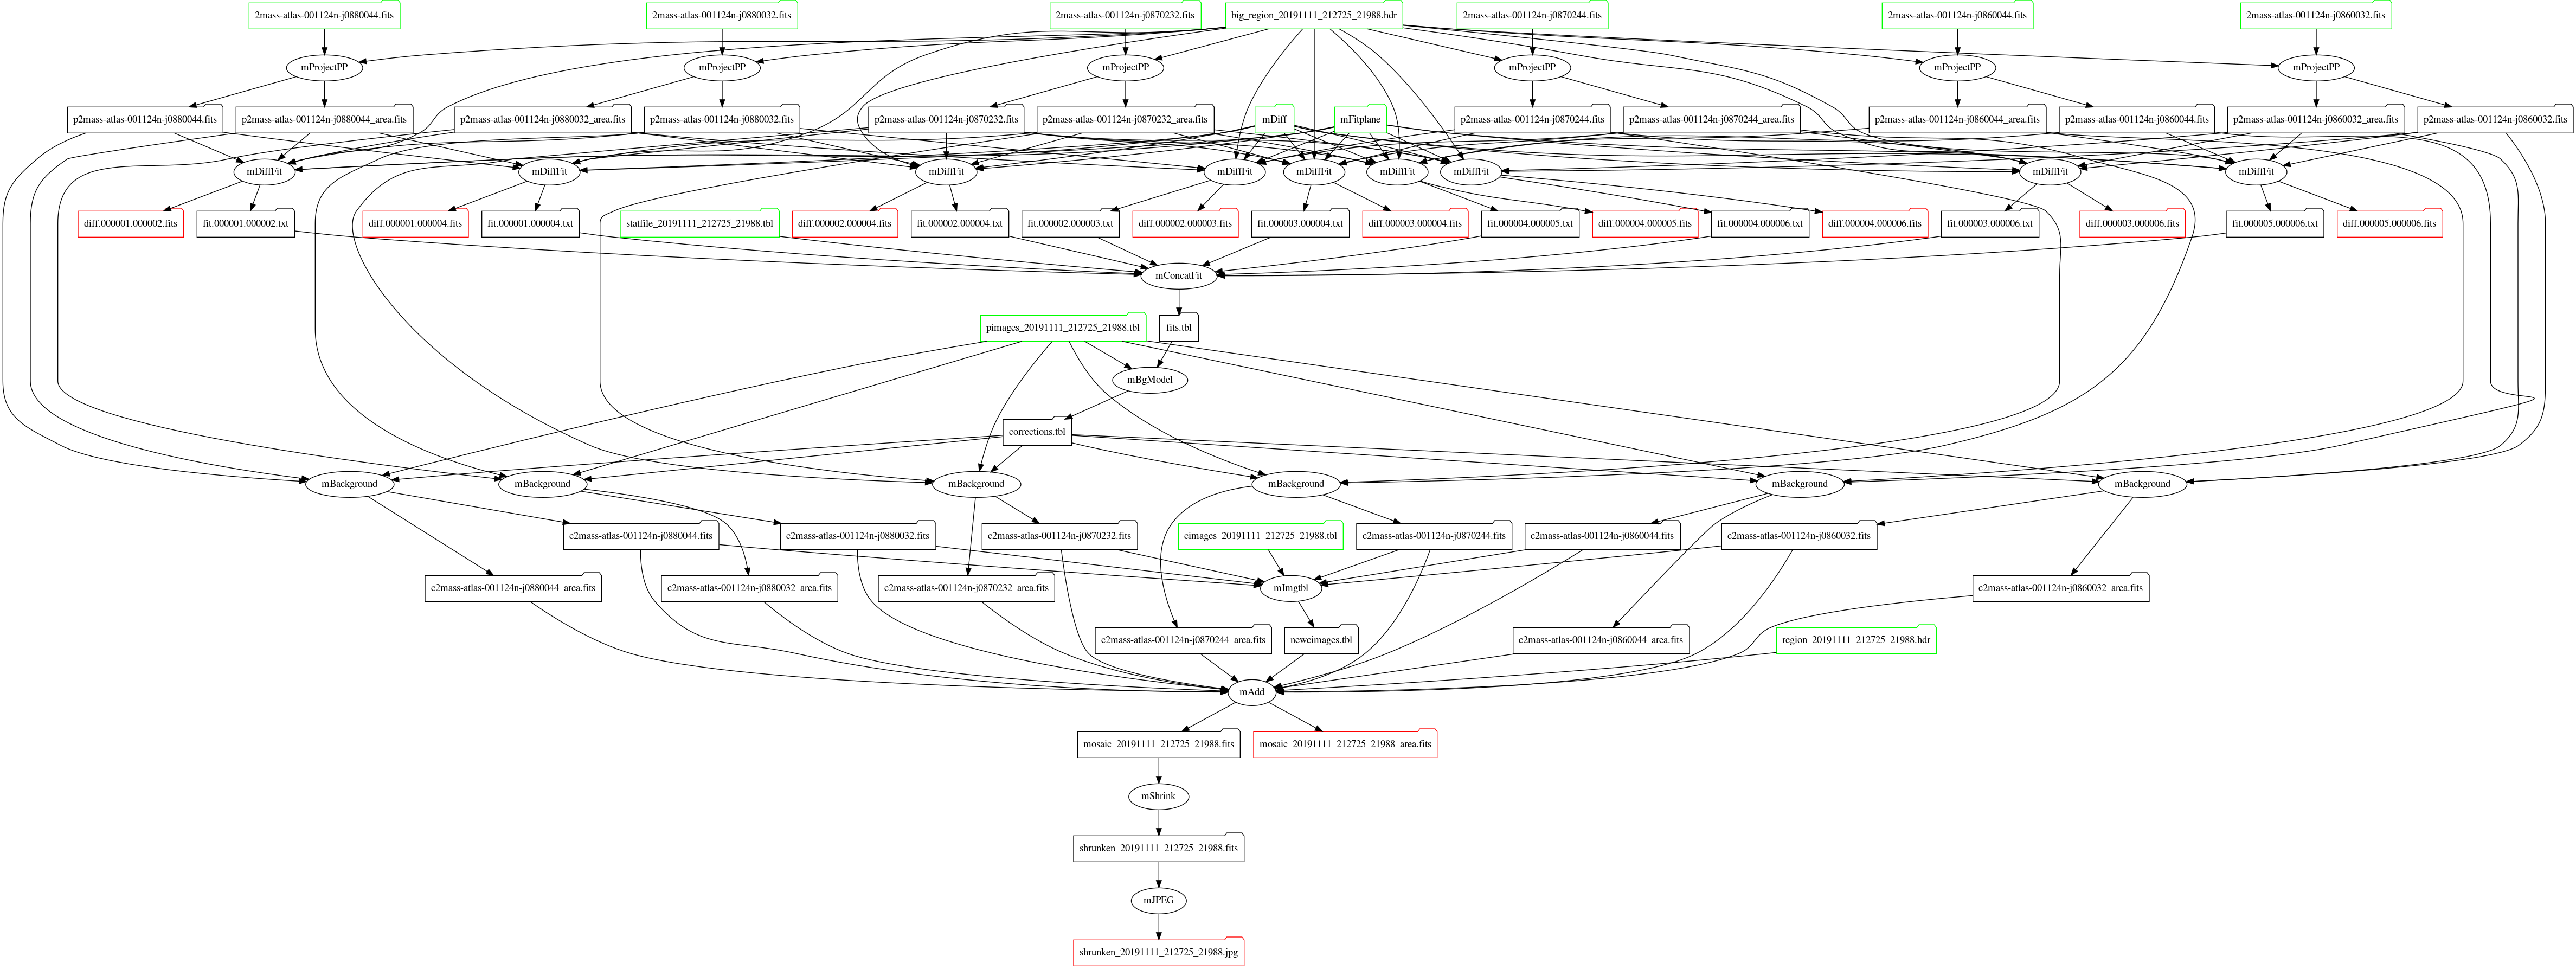 2mass-atlas-001124n-j0880044.fits
2mass-atlas-001124n-j0880032.fits
2mass-atlas-001124n-j0870232.fits
big_region_20191111_212725_21988.hdr
2mass-atlas-001124n-j0870244.fits
2mass-atlas-001124n-j0860044.fits
2mass-atlas-001124n-j0860032.fits
mProjectPP
mProjectPP
mProjectPP
mProjectPP
mProjectPP
mProjectPP
p2mass-atlas-001124n-j0880044.fits
p2mass-atlas-001124n-j0880044_area.fits
p2mass-atlas-001124n-j0880032_area.fits
p2mass-atlas-001124n-j0880032.fits
p2mass-atlas-001124n-j0870232.fits
p2mass-atlas-001124n-j0870232_area.fits
mDiff
mFitplane
p2mass-atlas-001124n-j0870244.fits
p2mass-atlas-001124n-j0870244_area.fits
p2mass-atlas-001124n-j0860044_area.fits
p2mass-atlas-001124n-j0860044.fits
p2mass-atlas-001124n-j0860032_area.fits
p2mass-atlas-001124n-j0860032.fits
mDiffFit
mDiffFit
mDiffFit
mDiffFit
mDiffFit
mDiffFit
mDiffFit
mDiffFit
mDiffFit
diff.000001.000002.fits
fit.000001.000002.txt
diff.000001.000004.fits
fit.000001.000004.txt
statfile_20191111_212725_21988.tbl
diff.000002.000004.fits
fit.000002.000004.txt
fit.000002.000003.txt
diff.000002.000003.fits
fit.000003.000004.txt
diff.000003.000004.fits
fit.000004.000005.txt
diff.000004.000005.fits
fit.000004.000006.txt
diff.000004.000006.fits
fit.000003.000006.txt
diff.000003.000006.fits
fit.000005.000006.txt
diff.000005.000006.fits
mConcatFit
pimages_20191111_212725_21988.tbl
fits.tbl
mBgModel
corrections.tbl
mBackground
mBackground
mBackground
mBackground
mBackground
mBackground
c2mass-atlas-001124n-j0880044.fits
c2mass-atlas-001124n-j0880032.fits
c2mass-atlas-001124n-j0870232.fits
cimages_20191111_212725_21988.tbl
c2mass-atlas-001124n-j0870244.fits
c2mass-atlas-001124n-j0860044.fits
c2mass-atlas-001124n-j0860032.fits
c2mass-atlas-001124n-j0880044_area.fits
c2mass-atlas-001124n-j0880032_area.fits
c2mass-atlas-001124n-j0870232_area.fits
mImgtbl
c2mass-atlas-001124n-j0860032_area.fits
c2mass-atlas-001124n-j0870244_area.fits
newcimages.tbl
c2mass-atlas-001124n-j0860044_area.fits
region_20191111_212725_21988.hdr
mAdd
mosaic_20191111_212725_21988.fits
mosaic_20191111_212725_21988_area.fits
mShrink
shrunken_20191111_212725_21988.fits
mJPEG
shrunken_20191111_212725_21988.jpg